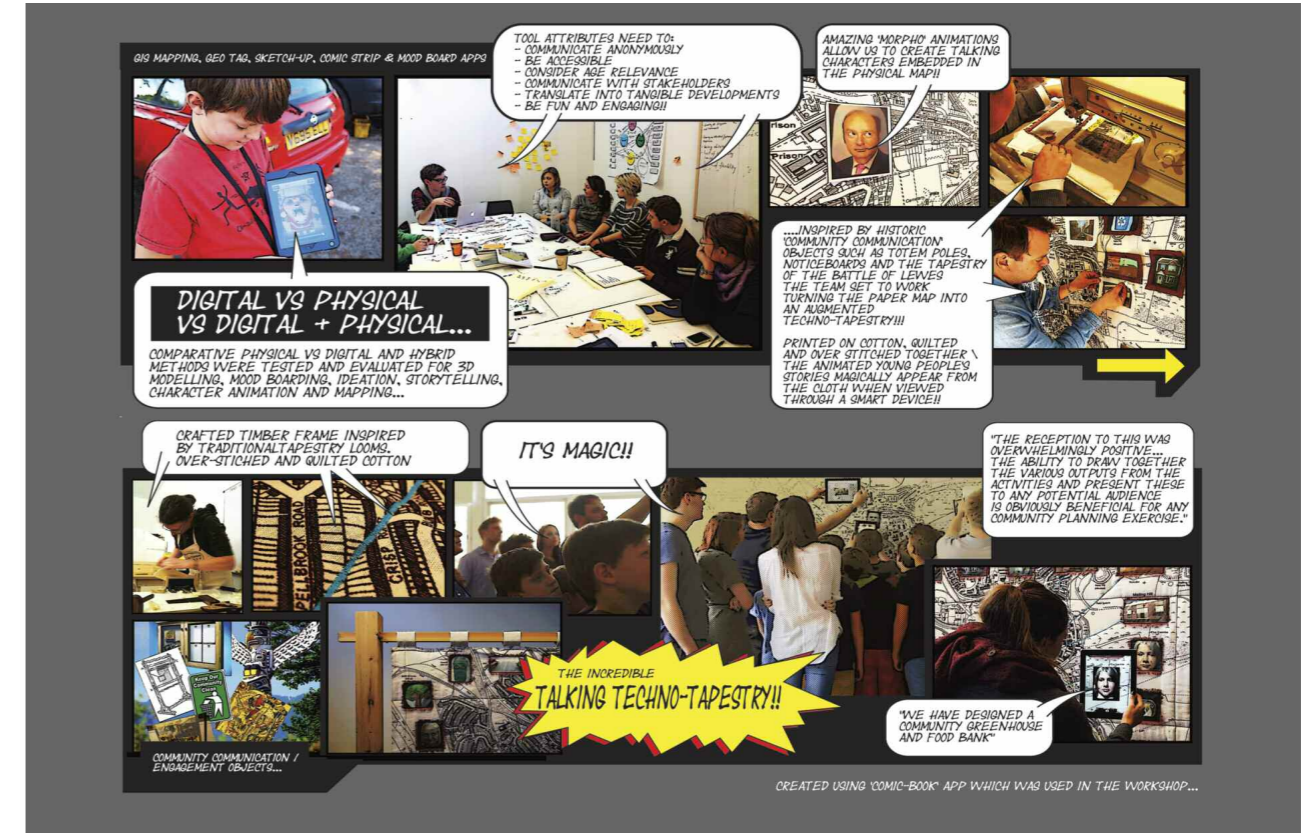 GIS MAPPING, GEO TAG, SKETCH-UP, COMIC STRIP & MOOD BOARD APPS
TOOL ATTRIBUTES NEED TO:
- COMMUNICATE ANONYMOUSLY
- BE ACCESSIBLE
- CONSIDER AGE RELEVANCE
- COMMUNICATE WITH STAKEHOLDERS
- TRANSLATE INTO TANGIBLE DEVELOPMENTS
- BE FUN AND ENGAGING!!
AMAZING 'MORPHO' ANIMATIONS
ALLOW US TO CREATE TALKING
CHARACTERS EMBEDDED IN
THE PHYSICAL MAP!!
rison
Prison
DIGITAL VS PHYSICAL
VS DIGITAL + PHYSICAL...
COMPARATIVE PHYSICAL VS DIGITAL AND HYBRID
METHODS WERE TESTED AND EVALUATED FOR 3D
MODELLING, MOOD BOARDING, IDEATION, STORYTELLING,
CHARACTER ANIMATION AND MAPPING...
....INSPIRED BY HISTORIC
'COMMUNITY COMMUNICATION'
OBJECTS SUCH AS TOTEM POLES,
NOTICEBOARDS AND THE TAPESTRY
OF THE BATTLE OF LEWES
THE TEAM SET TO WORK
TURNING THE PAPER MAP INTO
AN AUGMENTED
TECHNO-TAPESTRY!!!
PRINTED ON COTTON, QUILTED
AND OVER STITCHED TOGETHER \
THE ANIMATED YOUNG PEOPLE'S
STORIES MAGICALLY APPEAR FROM
THE CLOTH WHEN VIEWED
THROUGH A SMART DEVICE!!
CRAFTED TIMBER FRAME INSPIRED
BY TRADITIONALTAPESTRY LOOMS.
OVER-STICHED AND QUILTED COTTON
IT'S MAGIC!!
"THE RECEPTION TO THIS WAS
OVERWHELMINGLY POSITIVE...
THE ABILITY TO DRAW TOGETHER
THE VARIOUS OUTPUTS FROM THE
ACTIVITIES AND PRESENT THESE
TO ANY POTENTIAL AUDIENCE
IS OBVIOUSLY BENEFICIAL FOR ANY
COMMUNITY PLANNING EXERCISE."
PELLBROOK ROAD
CRISP
Keep Our
Community
Clean
THE INCREDIBLE
TALKING TECHNO-TAPESTRY!!
"WE HAVE DESIGNED A
COMMUNITY GREENHOUSE
AND FOOD BANK"
COMMUNITY COMMUNICATION /
ENGAGEMENT OBJECTS...
CREATED USING 'COMIC-BOOK' APP WHICH WAS USED IN THE WORKSHOP...